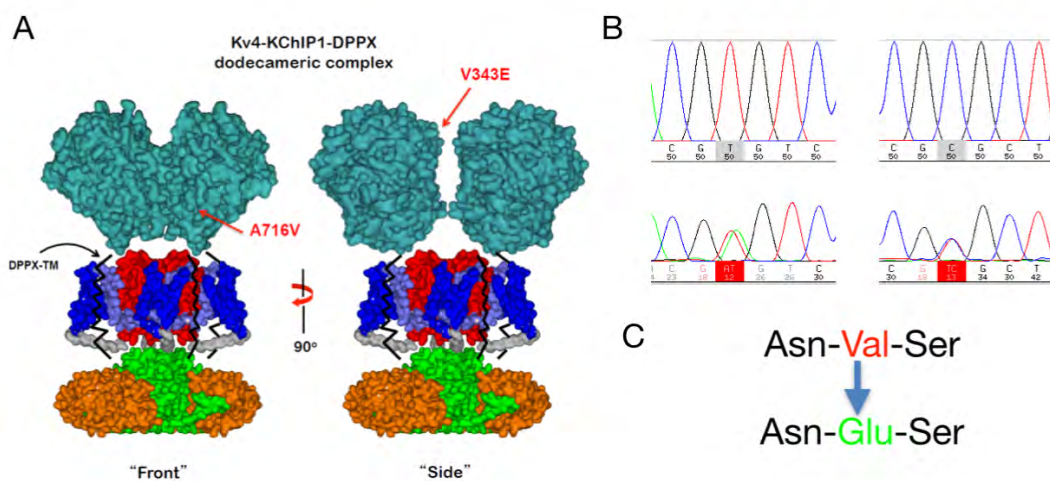 A
Kv4-KChIP1-DPPX
dodecameric complex
V343E
A716V
DPPX-TM
90º
"Front"
"Side"
B
C G T G T C
50 50 50 50 50 50
C G C G C T
50 50 50 50 50 50
C G AT G T C
23 18 12 26 26 30
C G TC G C T
30 18 13 34 30 42
C
Asn-Val-Ser
Asn-Glu-Ser